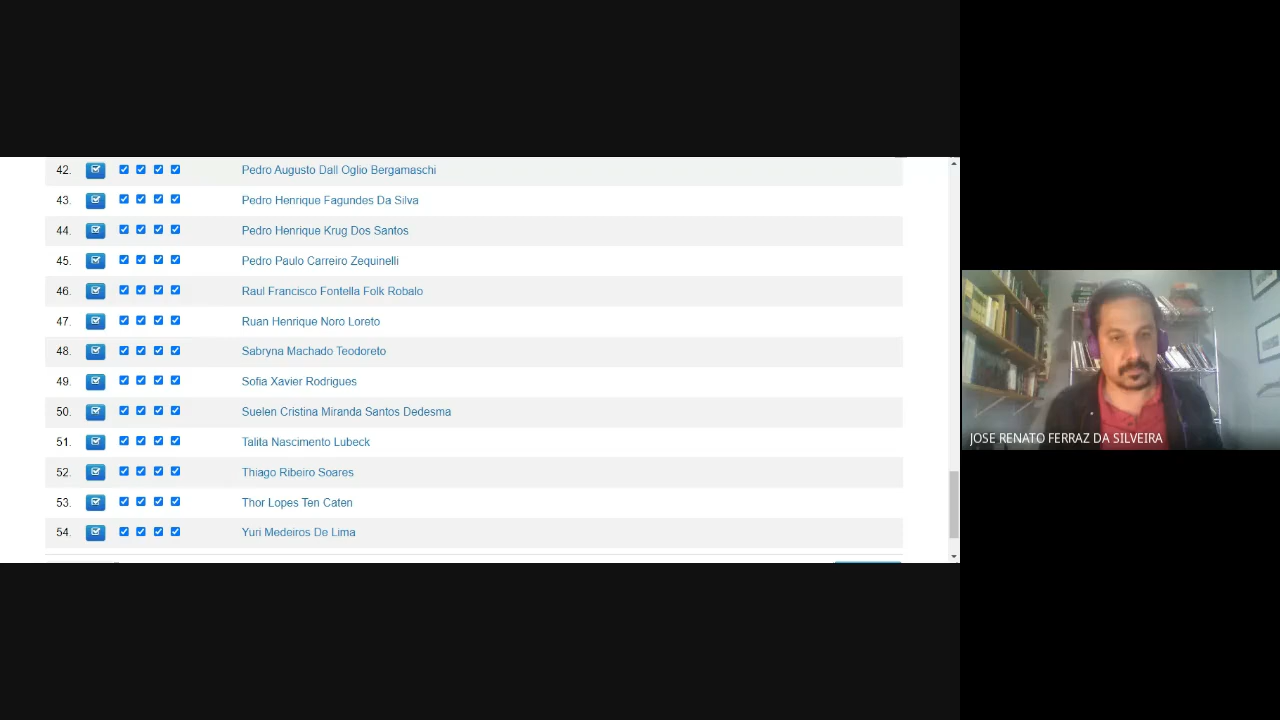 42. Pedro Augusto Dall Oglio Bergamaschi
43. Pedro Henrique Fagundes Da Silva
44. Pedro Henrique Krug Dos Santos
45. Pedro Paulo Carreiro Zequinelli
46. Raul Francisco Fontella Folk Robalo
47. Ruan Henrique Noro Loreto
48. Sabryna Machado Teodoreto
49. Sofia Xavier Rodrigues
50. Suelen Cristina Miranda Santos Dedesma
51. Talita Nascimento Lubeck
52. Thiago Ribeiro Soares
53. Thor Lopes Ten Caten
54. Yuri Medeiros De Lima
JOSE RENATO FERRAZ DA SILVEIRA